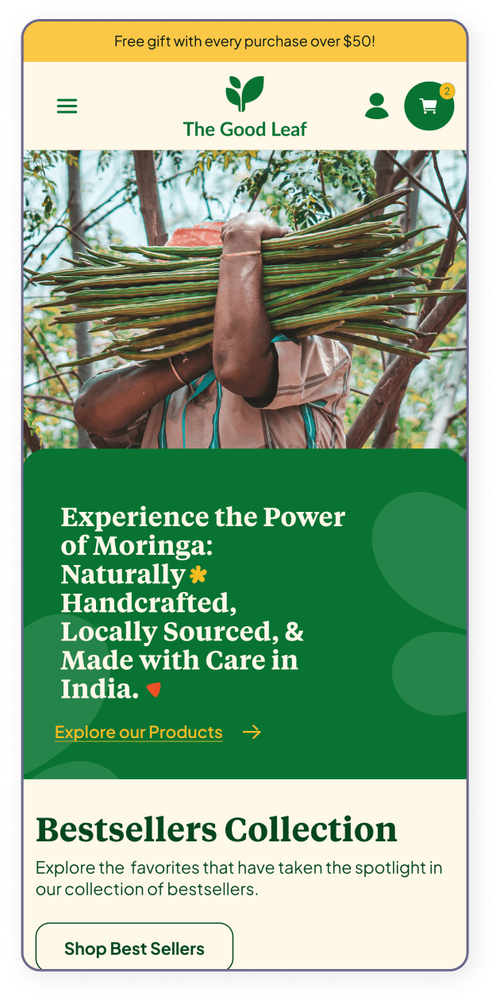 Free gift with every purchase over $50!
2
The Good Leaf
Experience the Power
of Moringa:
Naturally
Handcrafted,
Locally Sourced, &
Made with Care in
India.
Explore our Products
Bestsellers Collection
Explore the favorites that have taken the spotlight in
our collection of bestsellers.
Shop Best Sellers